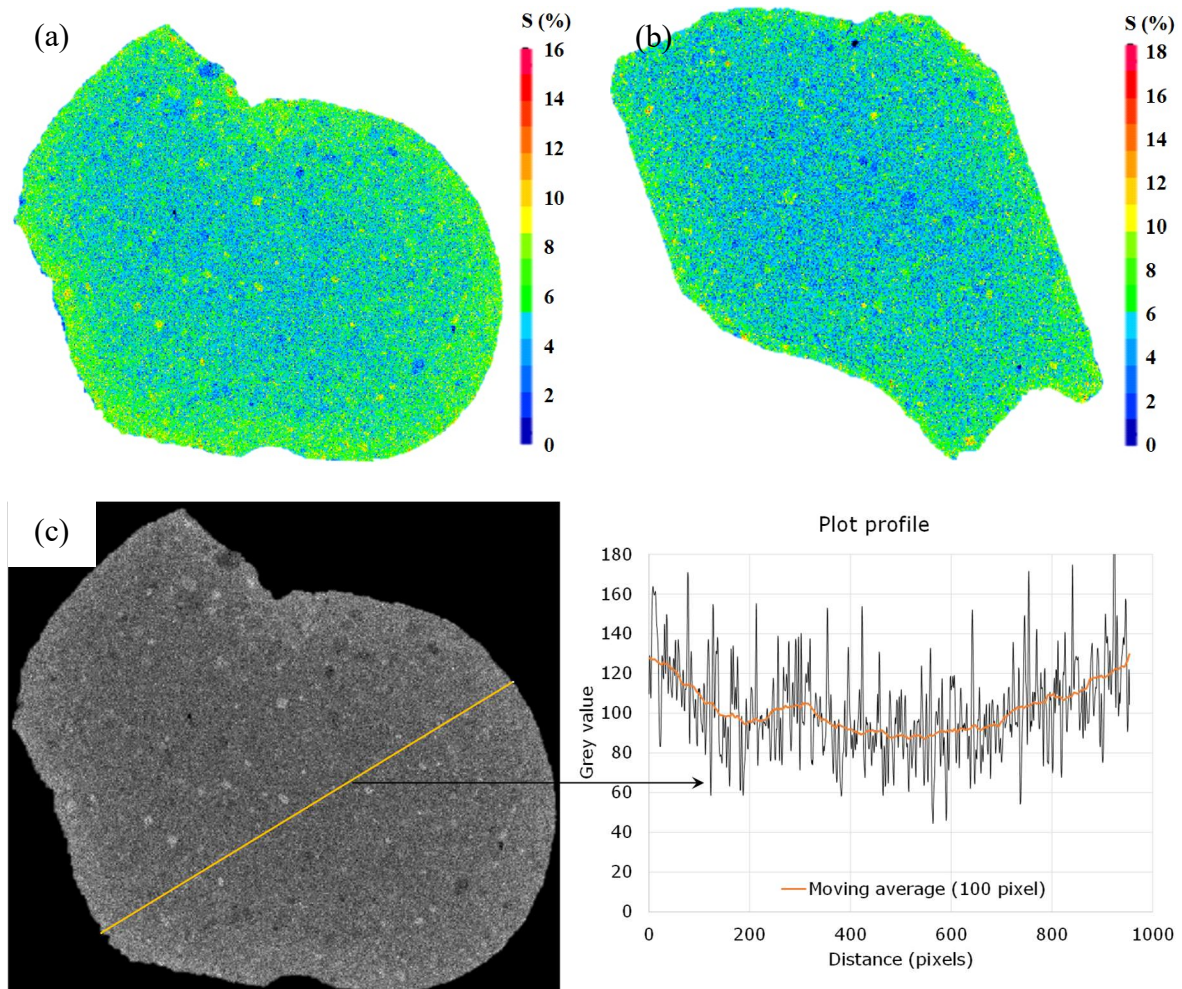 (a)
S (%)
16
14
12
10
8
6
4
2
0
(b)
S (%)
18
16
14
12
10
8
6
4
2
0
(c)
Plot profile
Grey value
180
160
140
120
100
80
60
40
20
0
Moving average (100 pixel)
0 200 400 600 800 1000
Distance (pixels)